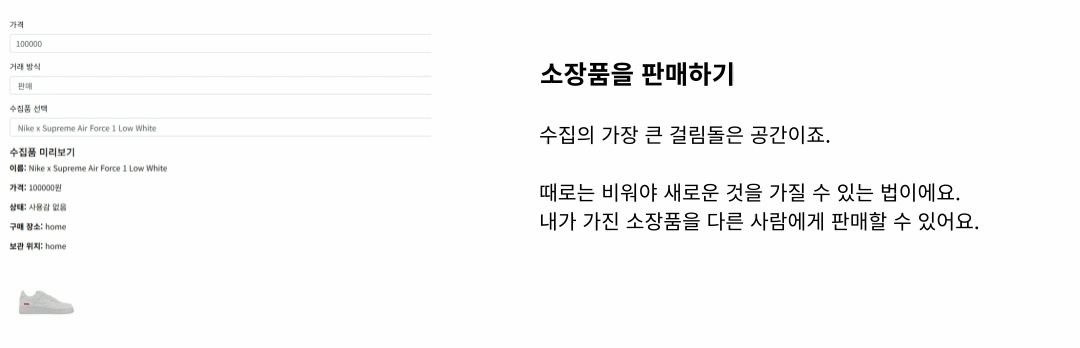 가격
100000
거래 방식
판매
수집품 선택
Nike x Supreme Air Force 1 Low White
수집품 미리보기
이름: Nike x Supreme Air Force 1 Low White
가격: 100000원
상태: 사용감 없음
구매 장소: home
보관 위치: home
소장품을 판매하기
수집의 가장 큰 걸림돌은 공간이죠.
때로는 비워야 새로운 것을 가질 수 있는 법이에요.
내가 가진 소장품을 다른 사람에게 판매할 수 있어요.